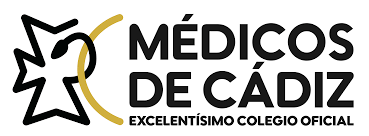 MÉDICOS
DE CÁDIZ
EXCELENTÍSIMO COLEGIO OFICIAL